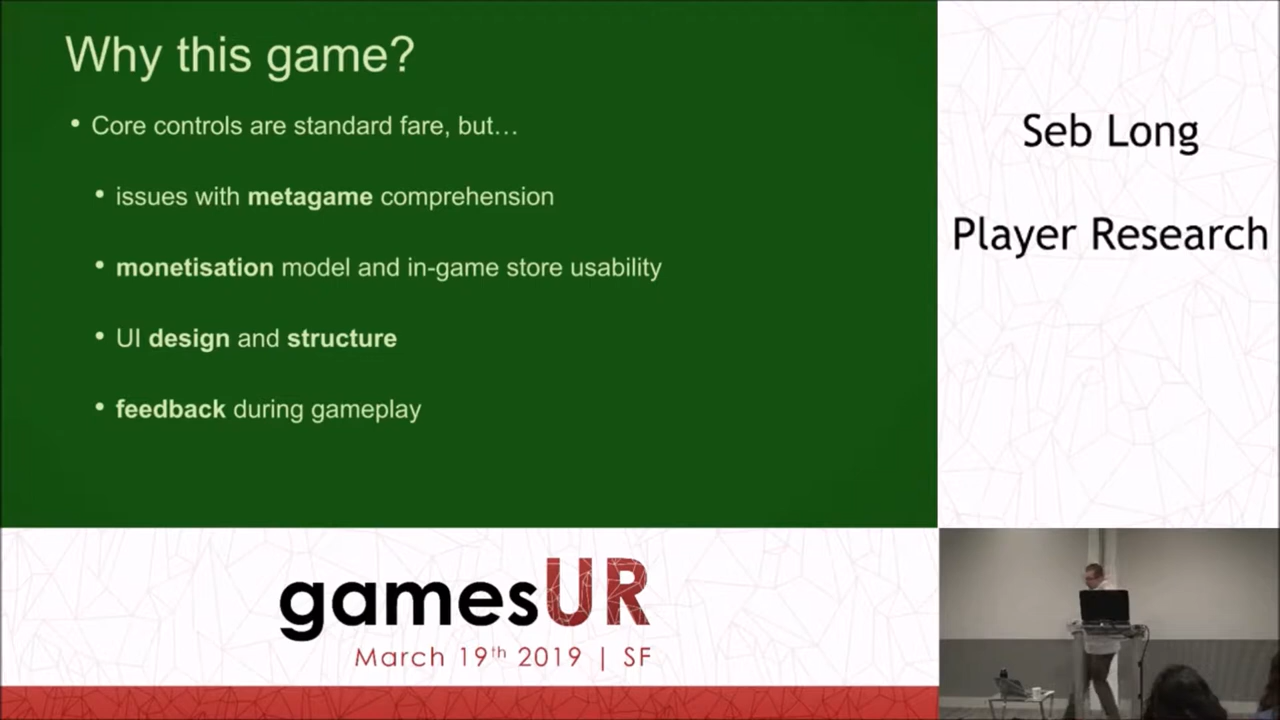 Why this game?
• Core controls are standard fare, but…
• issues with metagame comprehension
• monetisation model and in-game store usability
• UI design and structure
• feedback during gameplay
Seb Long
Player Research
gamesUR
March 19th 2019 | SF